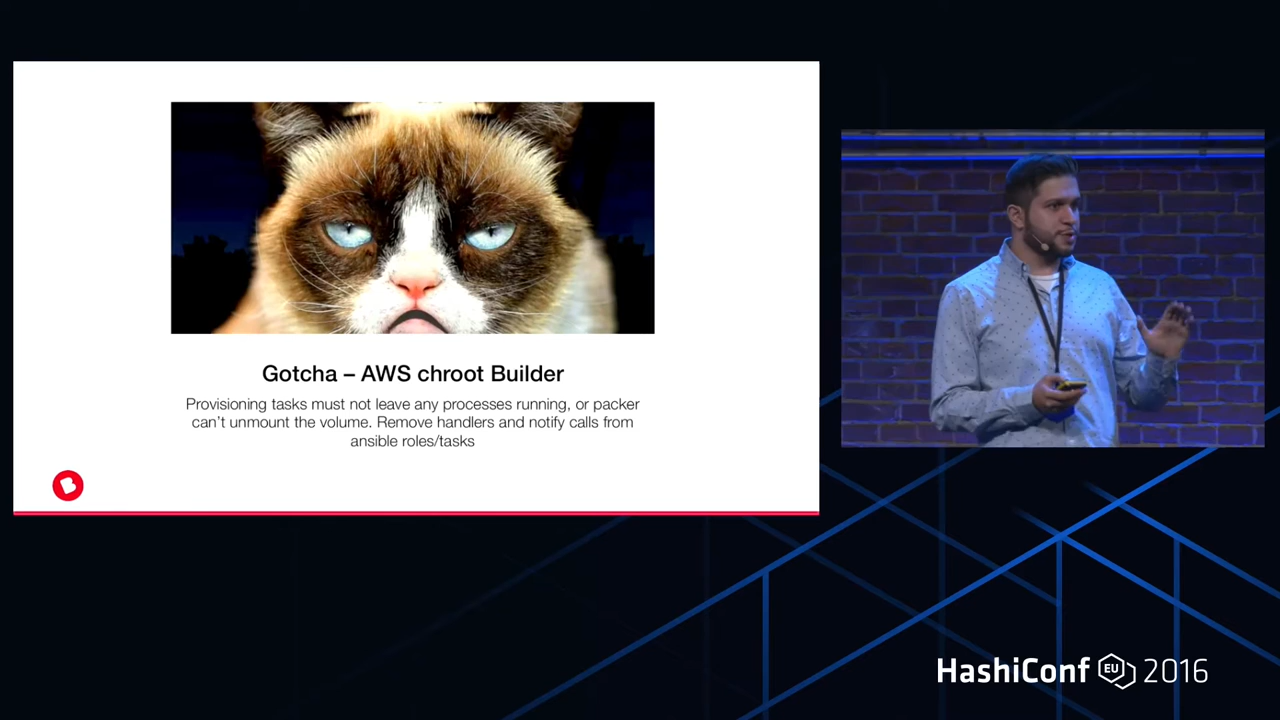 Gotcha – AWS chroot Builder
Provisioning tasks must not leave any processes running, or packer
can't unmount the volume. Remove handlers and notify calls from
ansible roles/tasks
HashiConf EU 2016